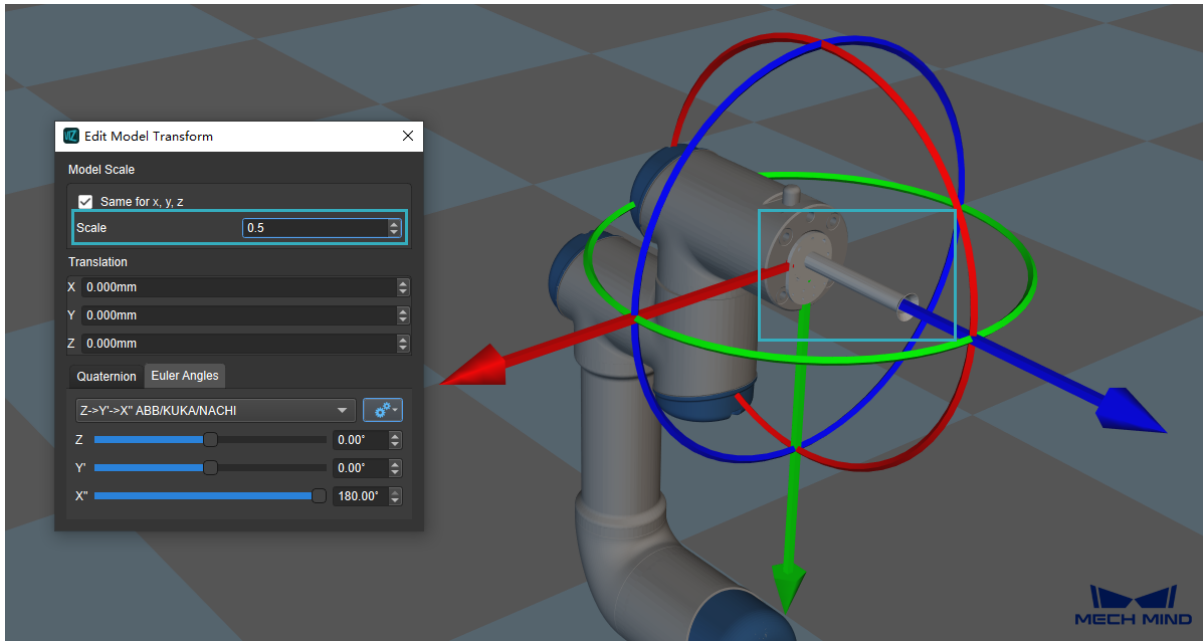 Edit Model Transform
Model Scale
Same for x, y, z
Scale 0.5
Translation
X 0.000mm
Y 0.000mm
Z 0.000mm
Quaternion Euler Angles
Z->Y'->X'' ABB/KUKA/NACHI
Z 0.00°
Y' 0.00°
X'' 180.00°
MECH MIND